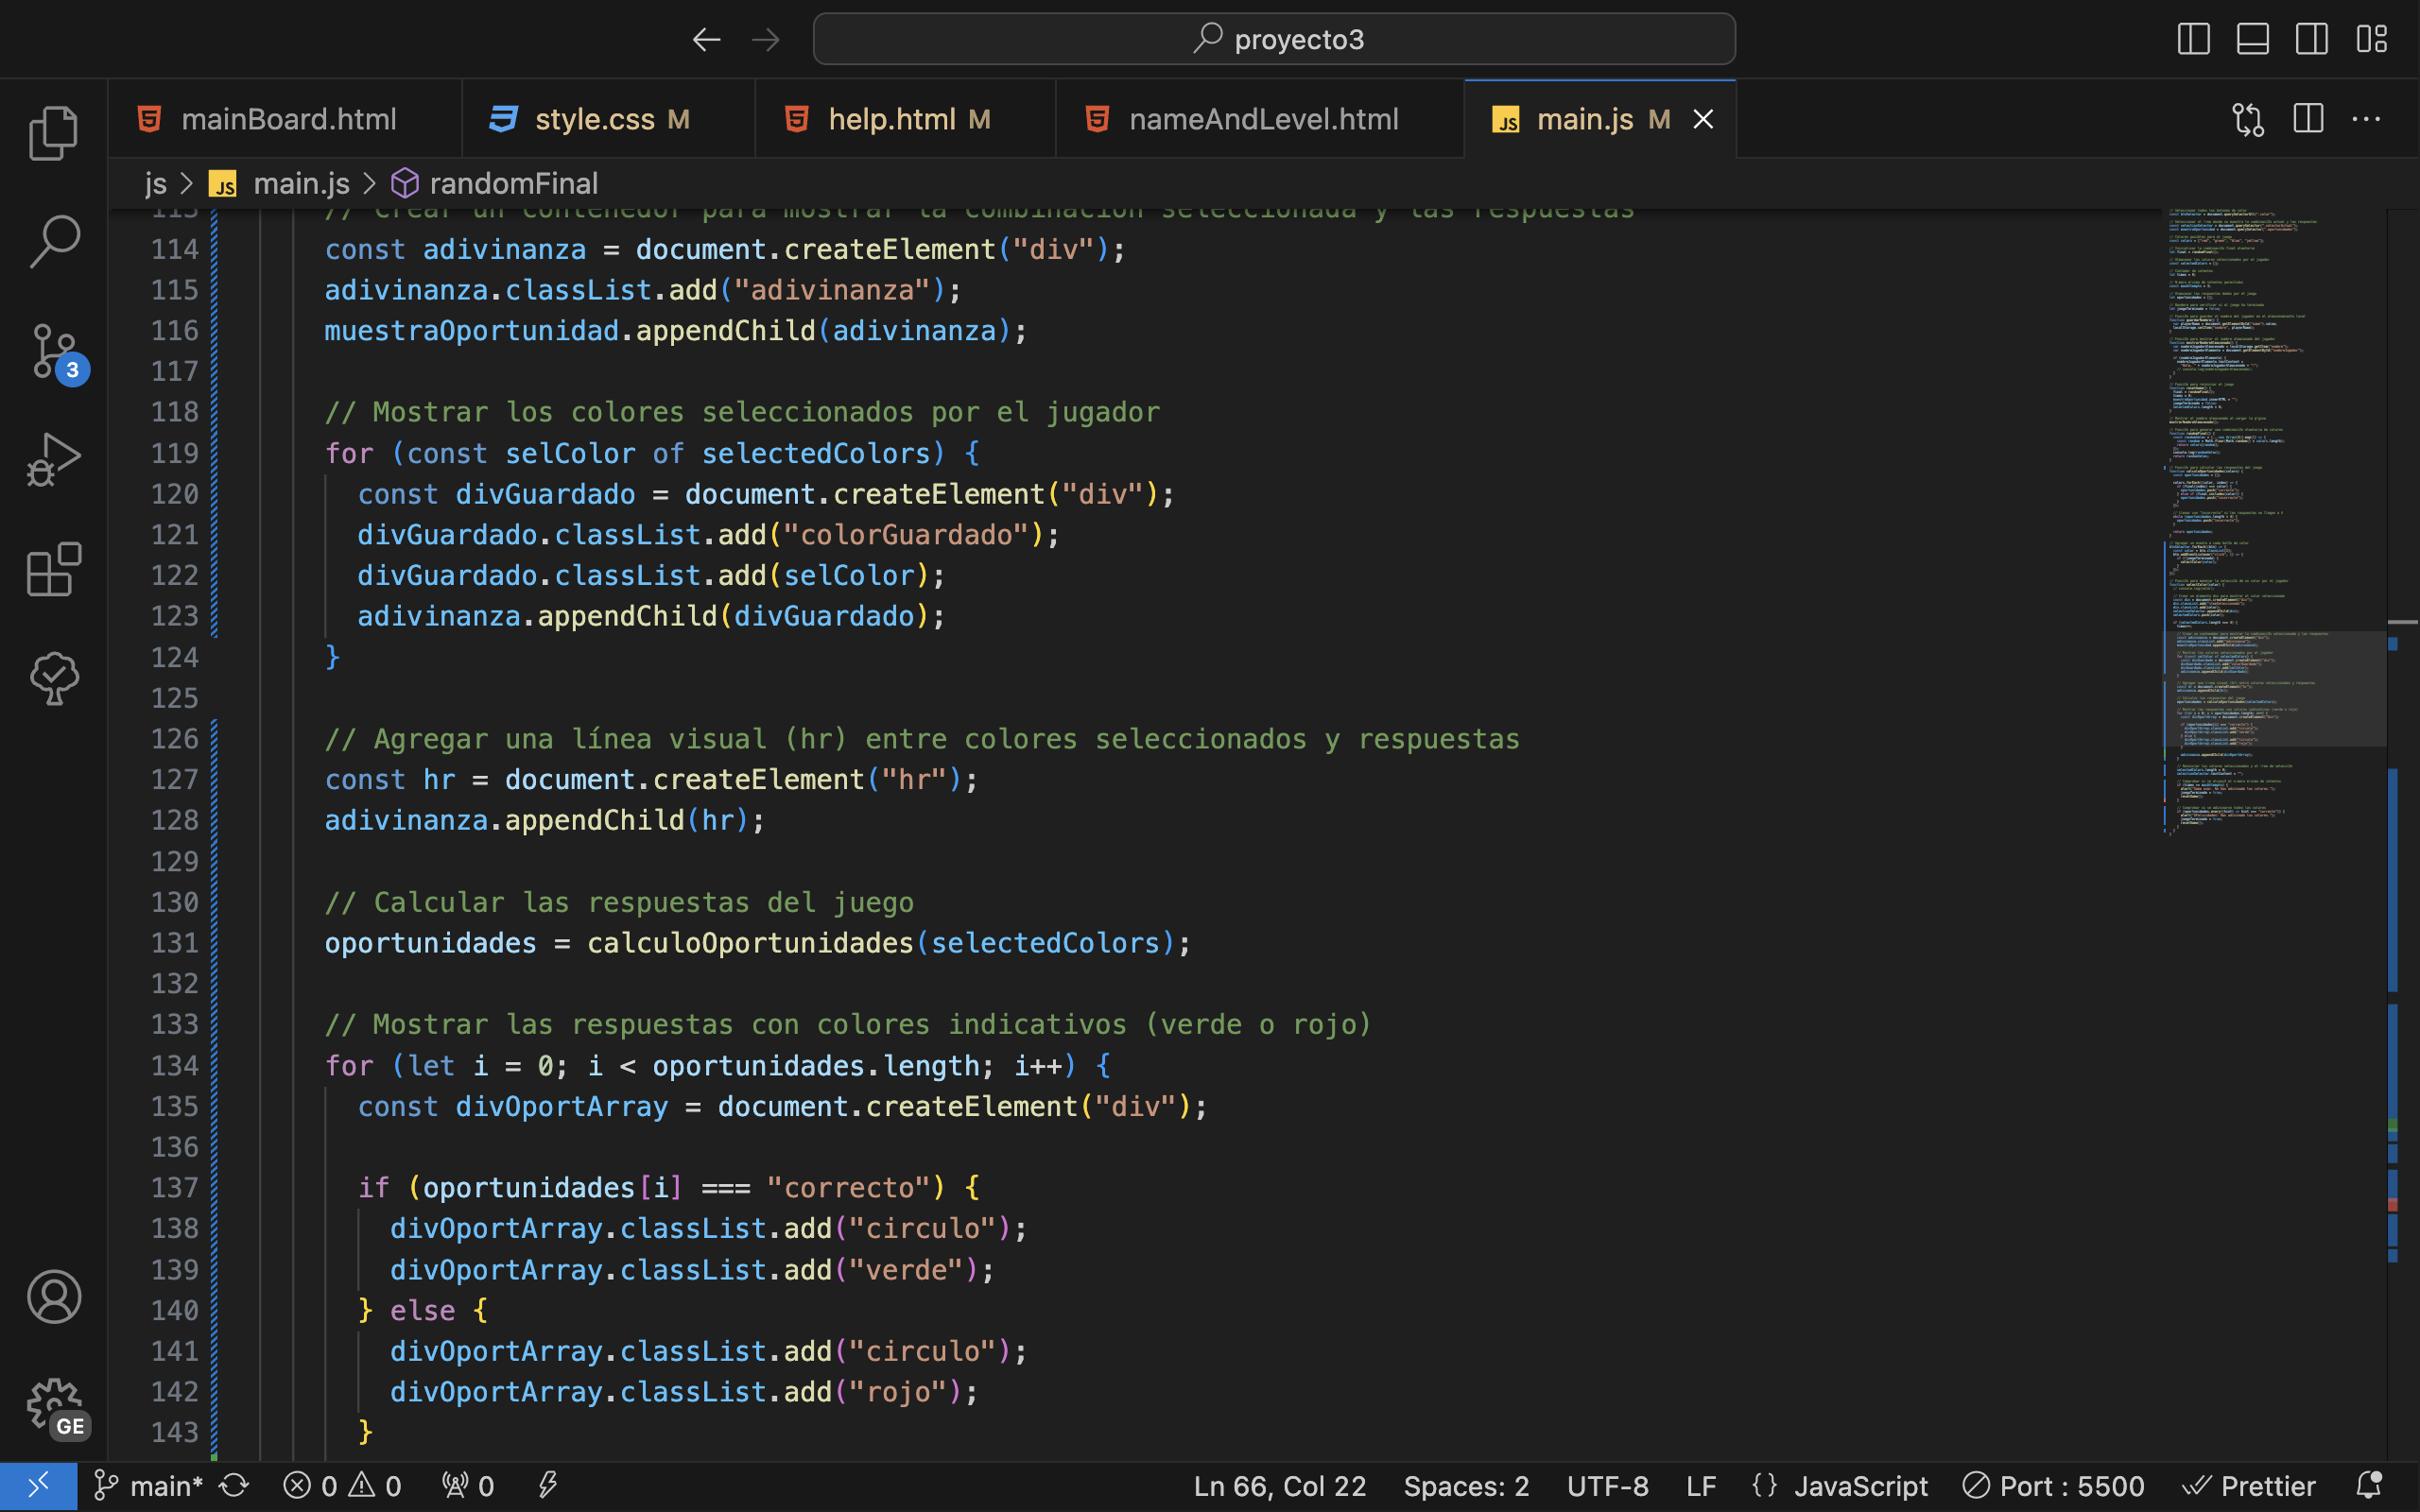 proyecto3
mainBoard.html
style.css M
help.html M
nameAndLevel.html
JS main.js M
js > JS main.js > randomFinal
113 // Crear un contenedor para mostrar la combinación seleccionada y las respuestas
114 const adivinanza = document.createElement("div");
115 adivinanza.classList.add("adivinanza");
116 muestraOportunidad.appendChild(adivinanza);
117
118 // Mostrar los colores seleccionados por el jugador
119 for (const selColor of selectedColors) {
120 const divGuardado = document.createElement("div");
121 divGuardado.classList.add("colorGuardado");
122 divGuardado.classList.add(selColor);
123 adivinanza.appendChild(divGuardado);
124 }
125
126 // Agregar una línea visual (hr) entre colores seleccionados y respuestas
127 const hr = document.createElement("hr");
128 adivinanza.appendChild(hr);
129
130 // Calcular las respuestas del juego
131 oportunidades = calculoOportunidades(selectedColors);
132
133 // Mostrar las respuestas con colores indicativos (verde o rojo)
134 for (let i = 0; i < oportunidades.length; i++) {
135 const divOportArray = document.createElement("div");
136
137 if (oportunidades[i] === "correcto") {
138 divOportArray.classList.add("circulo");
139 divOportArray.classList.add("verde");
140 } else {
141 divOportArray.classList.add("circulo");
142 divOportArray.classList.add("rojo");
143 }
3
GE
main* 0 0 0 Ln 66, Col 22 Spaces: 2 UTF-8 LF {} JavaScript Port : 5500 Prettier